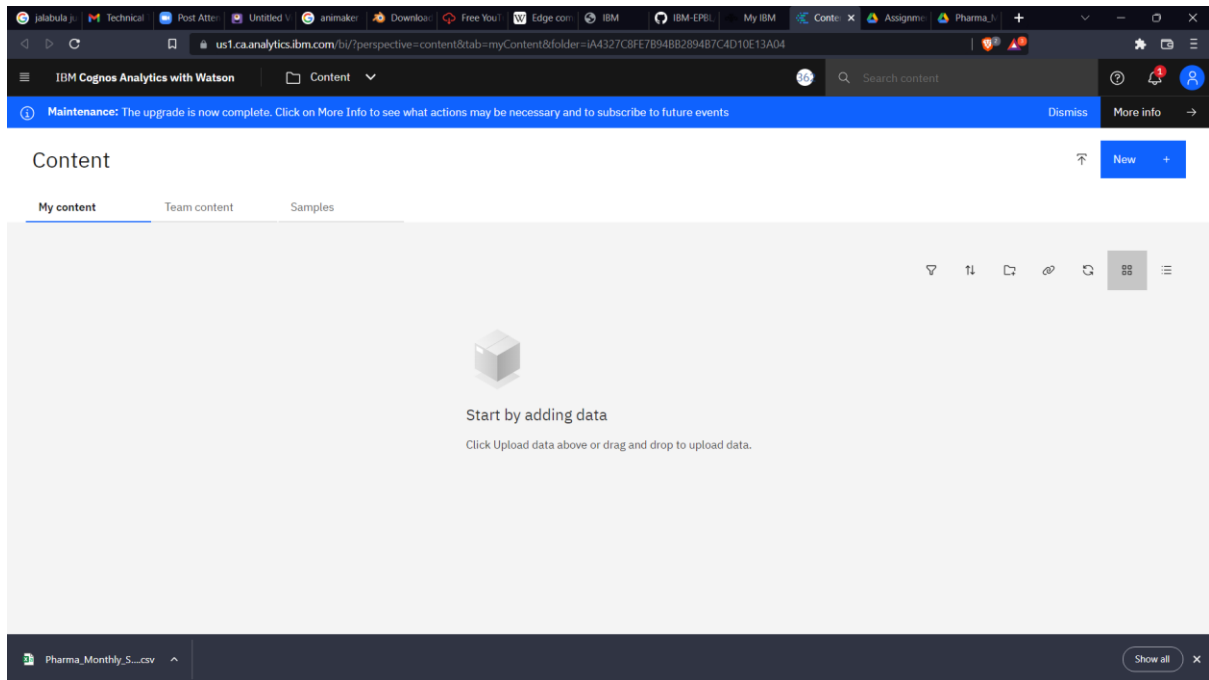 jalabula ju Technical Post Atten Untitled V animaker Download Free YouT Edge com IBM IBM-EPBL My IBM Conte Assignme Pharma_M
us1.ca.analytics.ibm.com/bi/?perspective=content&tab=myContent&folder=iA4327C8FE7B94BB2894B7C4D10E13A04
IBM Cognos Analytics with Watson Content 362 Search content 1
Maintenance: The upgrade is now complete. Click on More Info to see what actions may be necessary and to subscribe to future events Dismiss More info
Content New +
My content Team content Samples
Start by adding data
Click Upload data above or drag and drop to upload data.
Pharma_Monthly_S....csv Show all